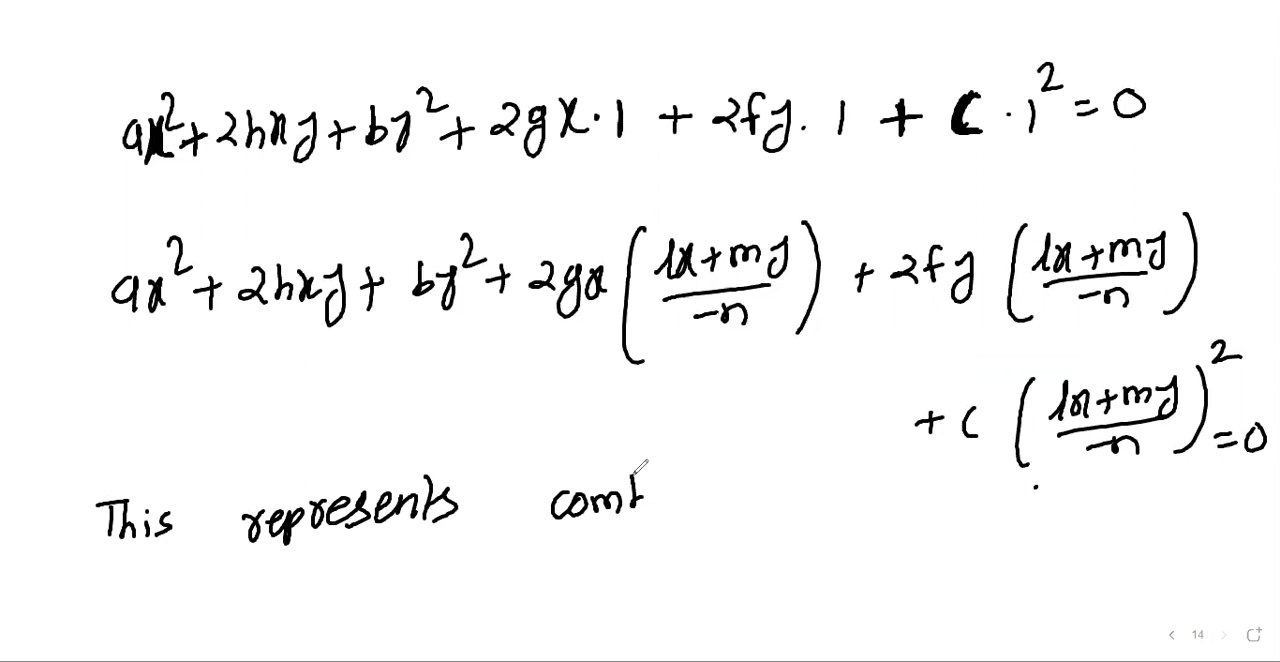 ax² + 2hxy + by² + 2gx · 1 + 2fy · 1 + c · 1² = 0
ax² + 2hxy + by² + 2gx ((lx+my)/(-n)) + 2fy ((lx+my)/(-n))
+ c ((lx+my)/(-n))² = 0
This represents comb
14